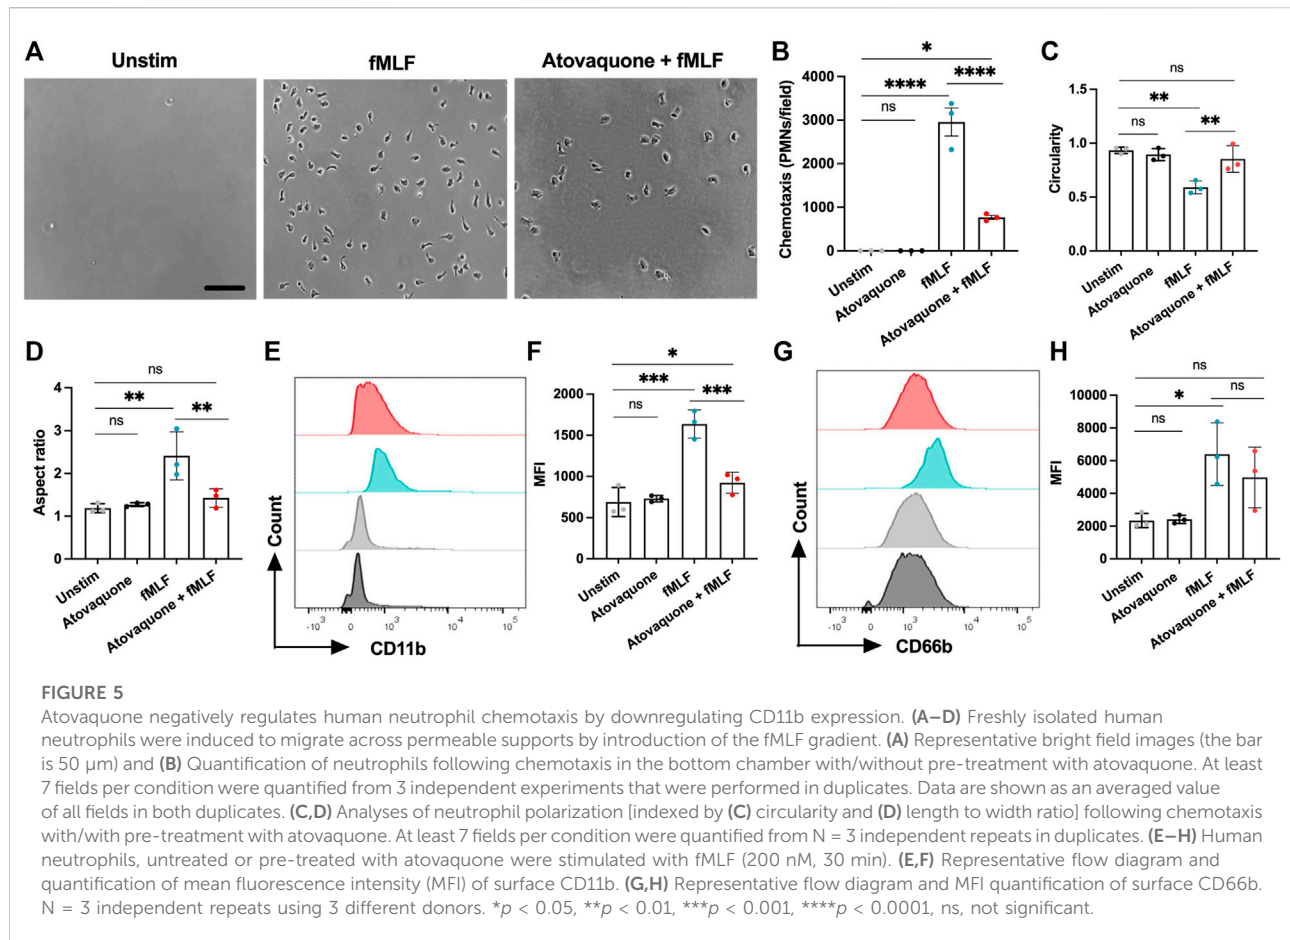 A
Unstim
fMLF
Atovaquone + fMLF
B
Chemotaxis (PMNs/field)
4000
3000
2000
1000
0
*
****
****
ns
Unstim
Atovaquone
fMLF
Atovaquone + fMLF
C
Circularity
1.5
1.0
0.5
0.0
ns
**
ns
**
Unstim
Atovaquone
fMLF
Atovaquone + fMLF
D
Aspect ratio
4
3
2
1
0
ns
**
ns
**
Unstim
Atovaquone
fMLF
Atovaquone + fMLF
E
Count
-10³ 0 10³ 10⁴ 10⁵
CD11b
F
MFI
2000
1500
1000
500
0
*
***
ns
***
Unstim
Atovaquone
fMLF
Atovaquone + fMLF
G
Count
-10³ 0 10³ 10⁴ 10⁵
CD66b
H
MFI
10000
8000
6000
4000
2000
0
ns
*
ns
ns
Unstim
Atovaquone
fMLF
Atovaquone + fMLF
FIGURE 5
Atovaquone negatively regulates human neutrophil chemotaxis by downregulating CD11b expression. (A–D) Freshly isolated human
neutrophils were induced to migrate across permeable supports by introduction of the fMLF gradient. (A) Representative bright field images (the bar
is 50 µm) and (B) Quantification of neutrophils following chemotaxis in the bottom chamber with/without pre-treatment with atovaquone. At least
7 fields per condition were quantified from 3 independent experiments that were performed in duplicates. Data are shown as an averaged value
of all fields in both duplicates. (C,D) Analyses of neutrophil polarization [indexed by (C) circularity and (D) length to width ratio] following chemotaxis
with/with pre-treatment with atovaquone. At least 7 fields per condition were quantified from N = 3 independent repeats in duplicates. (E–H) Human
neutrophils, untreated or pre-treated with atovaquone were stimulated with fMLF (200 nM, 30 min). (E,F) Representative flow diagram and
quantification of mean fluorescence intensity (MFI) of surface CD11b. (G,H) Representative flow diagram and MFI quantification of surface CD66b.
N = 3 independent repeats using 3 different donors. *p < 0.05, **p < 0.01, ***p < 0.001, ****p < 0.0001, ns, not significant.